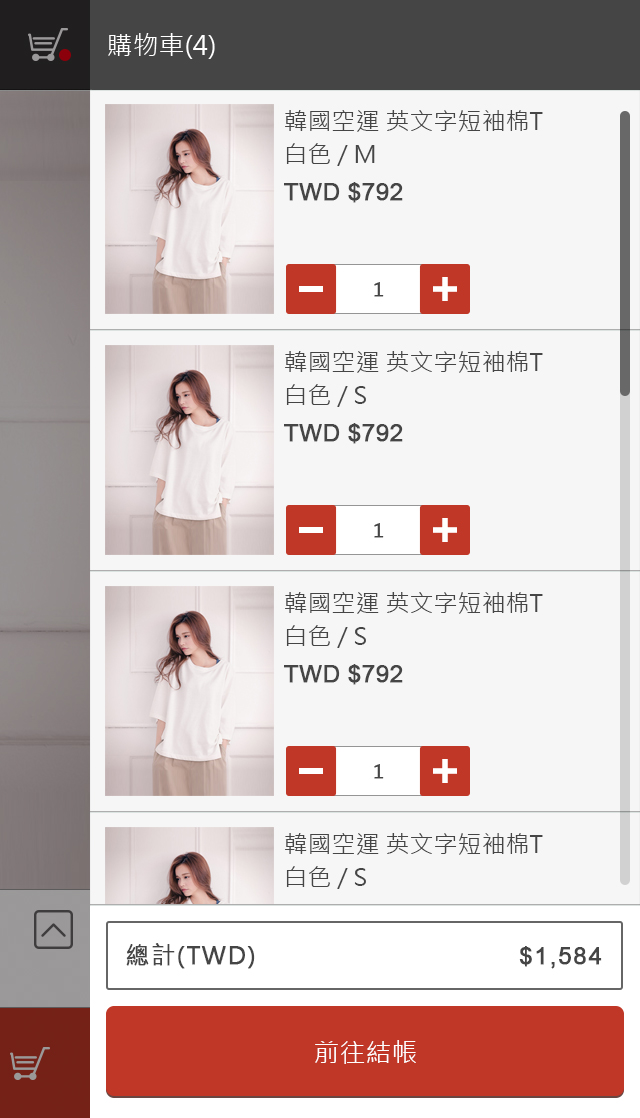 購物車(4)
韓國空運 英文字短袖棉T
白色 / M
TWD $792
1
韓國空運 英文字短袖棉T
白色 / S
TWD $792
1
韓國空運 英文字短袖棉T
白色 / S
TWD $792
1
韓國空運 英文字短袖棉T
白色 / S
總計(TWD) $1,584
前往結帳